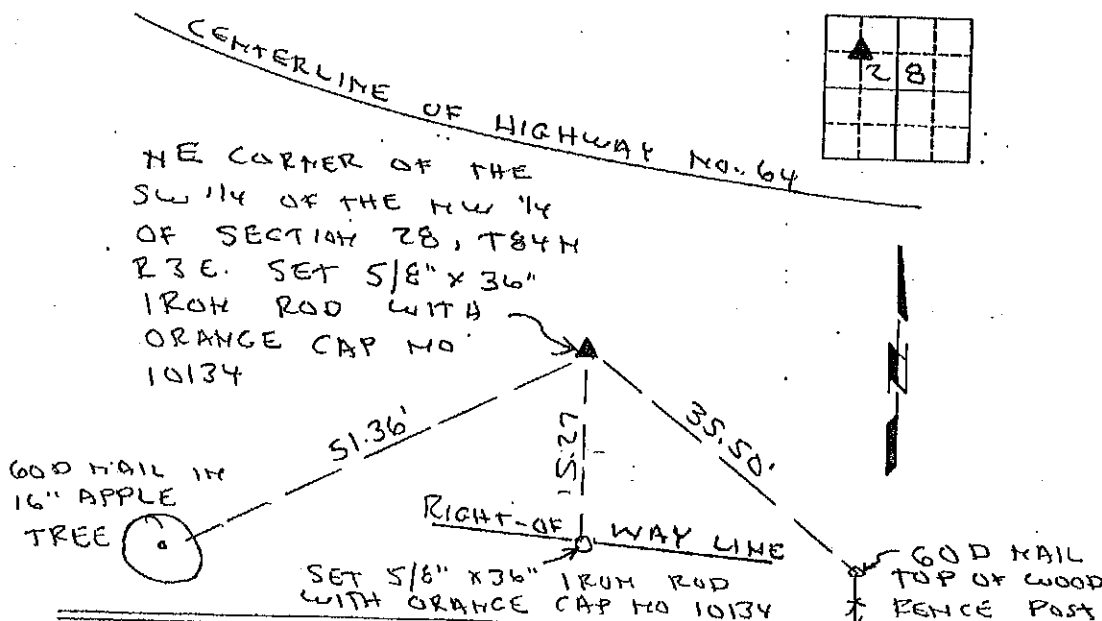 CENTERLINE OF HIGHWAY NO. 64
28
NE CORNER OF THE
SW 1/4 OF THE NW 1/4
OF SECTION 28, T84N
R3E. SET 5/8" X 36"
IRON ROD WITH
ORANGE CAP NO
10134
N
51.36'
15.27
35.50'
60D NAIL IN
16" APPLE
TREE
RIGHT-OF WAY LINE
SET 5/8" X 36" IRON ROD
WITH ORANGE CAP NO 10134
60D NAIL
TOP OF WOOD
FENCE POST